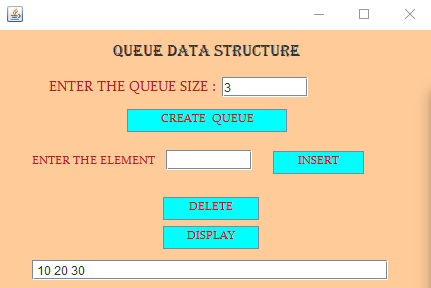 QUEUE DATA STRUCTURE
ENTER THE QUEUE SIZE : 3
CREATE QUEUE
ENTER THE ELEMENT INSERT
DELETE
DISPLAY
10 20 30